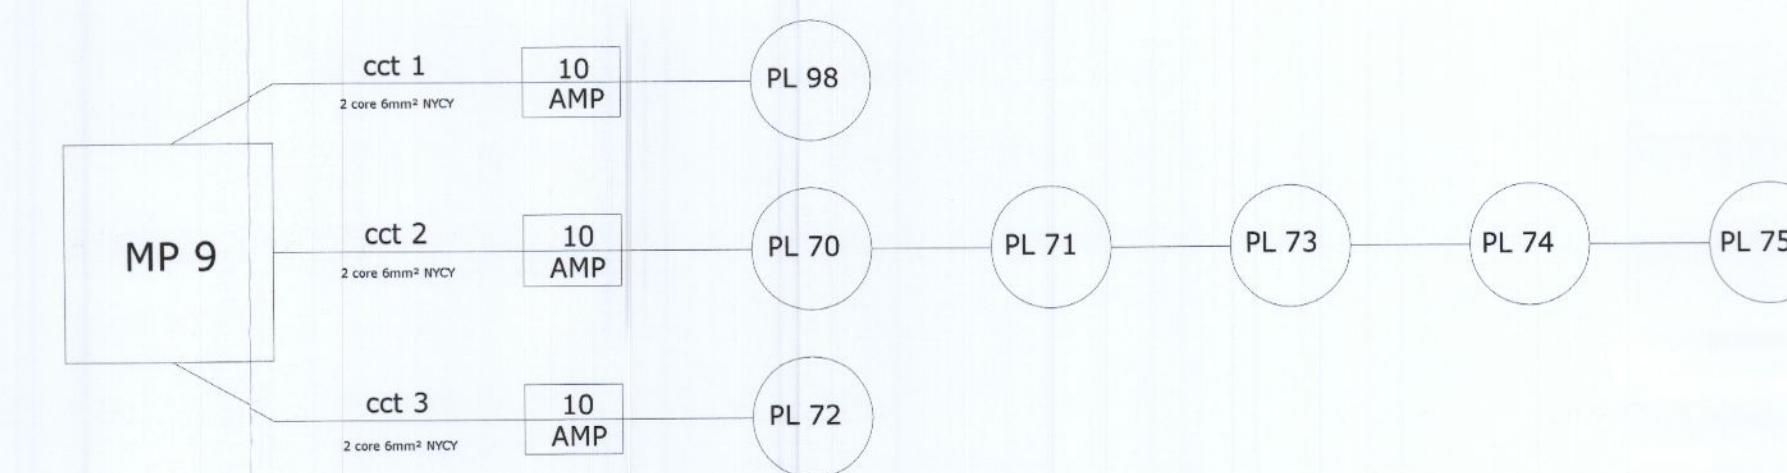 cct 1
2 core 6mm² NYCY
10
AMP
PL 98
MP 9
cct 2
2 core 6mm² NYCY
10
AMP
PL 70
PL 71
PL 73
PL 74
PL 75
cct 3
2 core 6mm² NYCY
10
AMP
PL 72